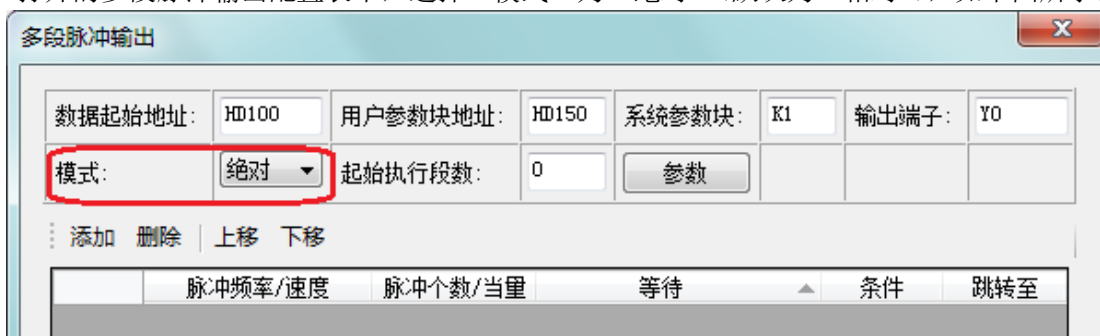 多段脉冲输出
数据起始地址: HD100 用户参数块地址: HD150 系统参数块: K1 输出端子: Y0
模式: 绝对 起始执行段数: 0 参数
添加 删除 上移 下移
脉冲频率/速度 脉冲个数/当量 等待 条件 跳转至